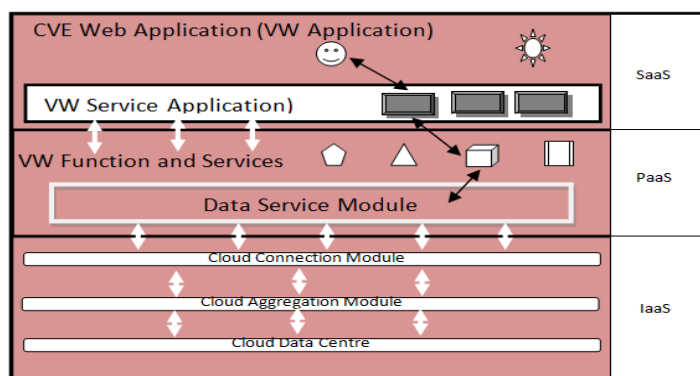 CVE Web Application (VW Application)
SaaS
VW Service Application)
VW Function and Services
PaaS
Data Service Module
Cloud Connection Module
Cloud Aggregation Module
IaaS
Cloud Data Centre